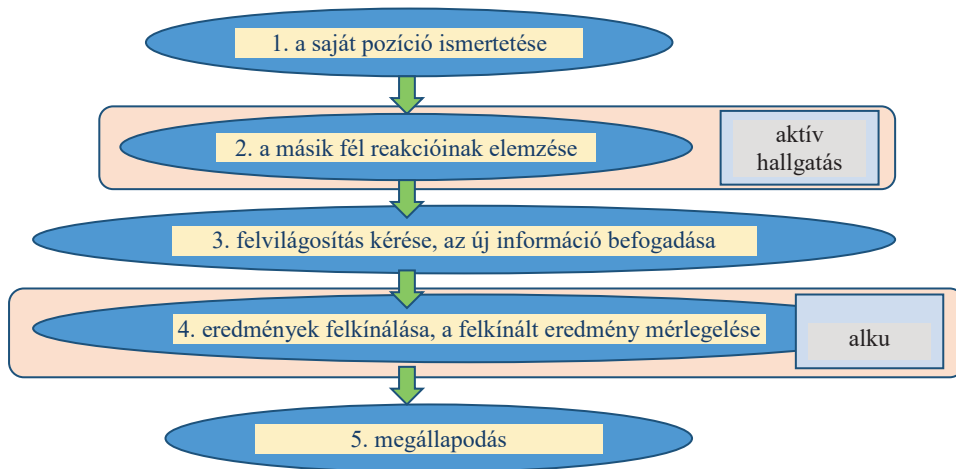 1. a saját pozíció ismertetése
2. a másik fél reakcióinak elemzése
aktív
hallgatás
3. felvilágosítás kérése, az új információ befogadása
4. eredmények felkínálása, a felkínált eredmény mérlegelése
alku
5. megállapodás